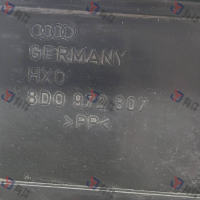 GERMANY
HXO
8D0 972 807
>PP<